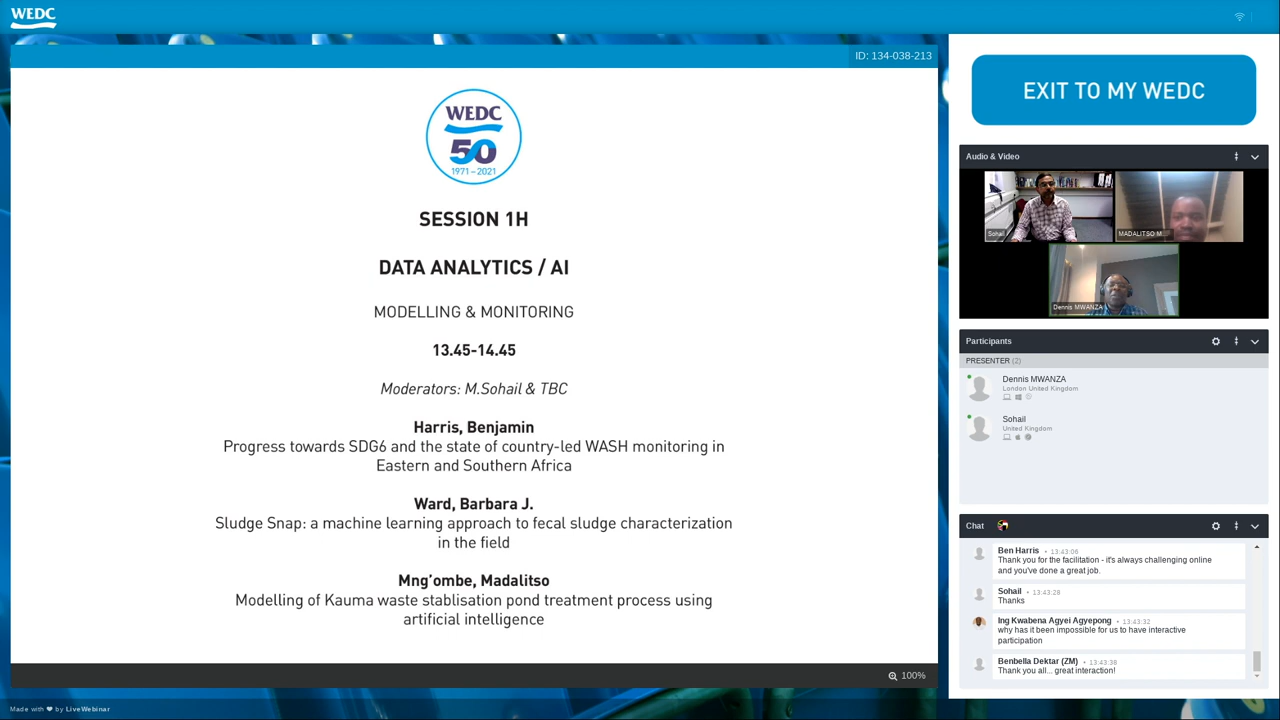 WEDC
ID: 134-038-213
WEDC
50
1971–2021
SESSION 1H
DATA ANALYTICS / AI
MODELLING & MONITORING
13.45-14.45
Moderators: M.Sohail & TBC
Harris, Benjamin
Progress towards SDG6 and the state of country-led WASH monitoring in
Eastern and Southern Africa
Ward, Barbara J.
Sludge Snap: a machine learning approach to fecal sludge characterization
in the field
Mng’ombe, Madalitso
Modelling of Kauma waste stablisation pond treatment process using
artificial intelligence
100%
Made with ❤ by LiveWebinar
EXIT TO MY WEDC
Audio & Video
Sohail
MADALITSO M...
Dennis MWANZA
Participants
PRESENTER (2)
Dennis MWANZA
London United Kingdom
Sohail
United Kingdom
Chat
Ben Harris • 13:43:06
Thank you for the facilitation - it's always challenging online
and you've done a great job.
Sohail • 13:43:28
Thanks
Ing Kwabena Agyei Agyepong • 13:43:32
why has it been impossible for us to have interactive
participation
Benbella Dektar (ZM) • 13:43:38
Thank you all... great interaction!